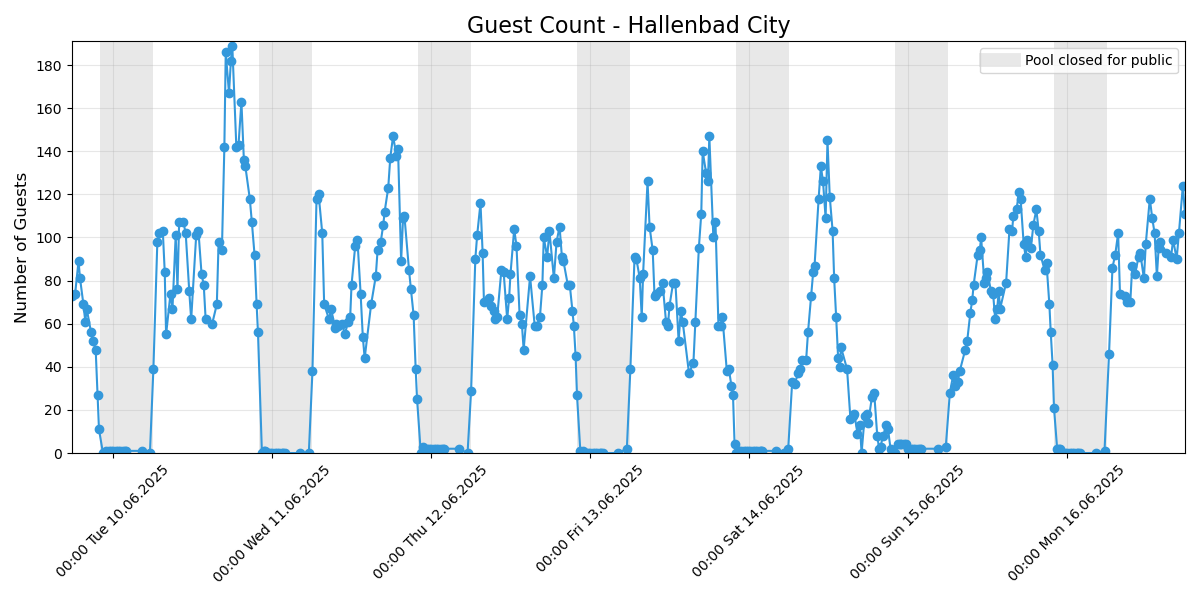 Guest Count - Hallenbad City
Pool closed for public
Number of Guests
180
160
140
120
100
80
60
40
20
0
00:00 Tue 10.06.2025
00:00 Wed 11.06.2025
00:00 Thu 12.06.2025
00:00 Fri 13.06.2025
00:00 Sat 14.06.2025
00:00 Sun 15.06.2025
00:00 Mon 16.06.2025